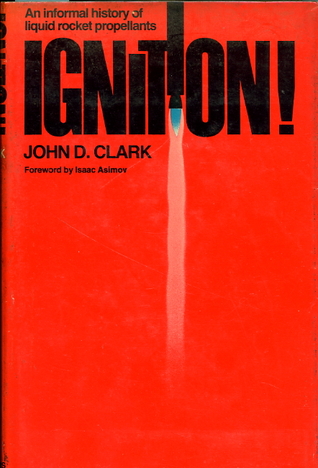 An informal history of
liquid rocket propellants
IGNITION!
JOHN D. CLARK
Foreword by Isaac Asimov